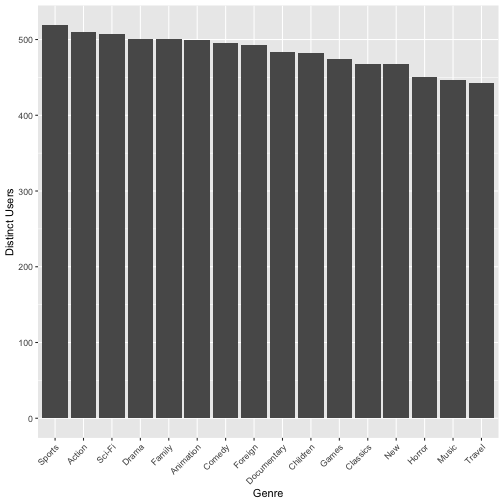 500
400
300
200
100
0
Distinct Users
Sports
Action
Sci-Fi
Drama
Family
Animation
Comedy
Foreign
Documentary
Children
Games
Classics
New
Horror
Music
Travel
Genre